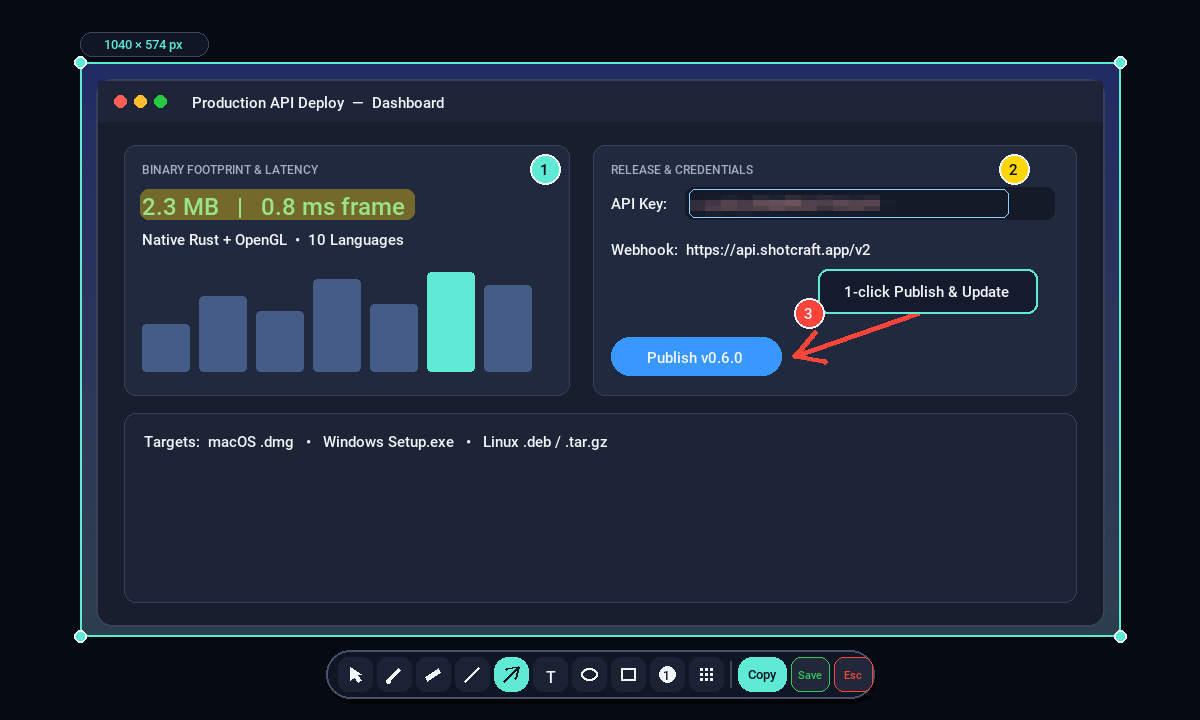 1040 × 574 px
Production API Deploy — Dashboard
BINARY FOOTPRINT & LATENCY
1
2.3 MB | 0.8 ms frame
Native Rust + OpenGL • 10 Languages
RELEASE & CREDENTIALS
2
API Key:
Webhook: https://api.shotcraft.app/v2
1-click Publish & Update
3
Publish v0.6.0
Targets: macOS .dmg • Windows Setup.exe • Linux .deb / .tar.gz
T
1
Copy
Save
Esc